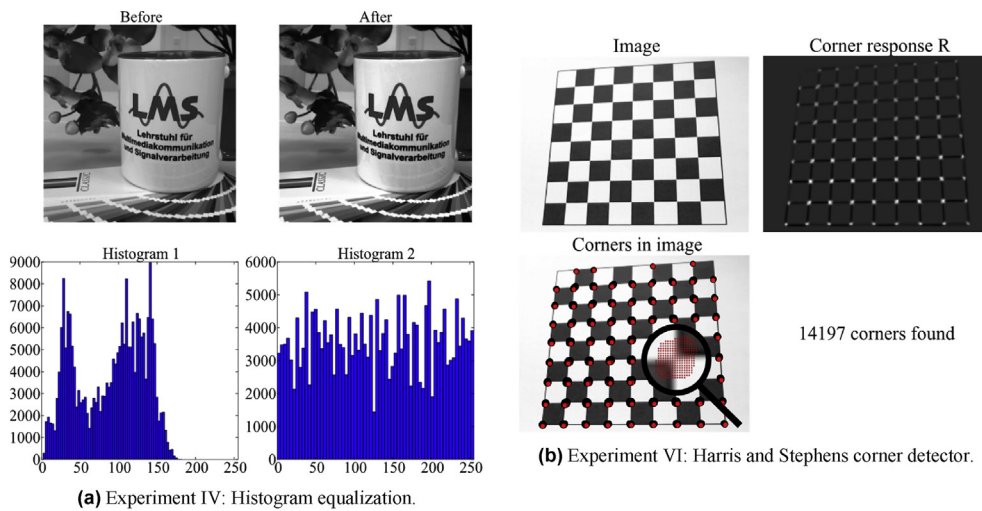 Before
After
LMS
Lehrstuhl für
Multimediakommunikation
und Signalverarbeitung
LMS
Lehrstuhl für
Multimediakommunikation
und Signalverarbeitung
Histogram 1
9000
8000
7000
6000
5000
4000
3000
2000
1000
0
0 50 100 150 200 250
Histogram 2
6000
5000
4000
3000
2000
1000
0
0 50 100 150 200 250
(a) Experiment IV: Histogram equalization.
Image
Corner response R
Corners in image
14197 corners found
(b) Experiment VI: Harris and Stephens corner detector.